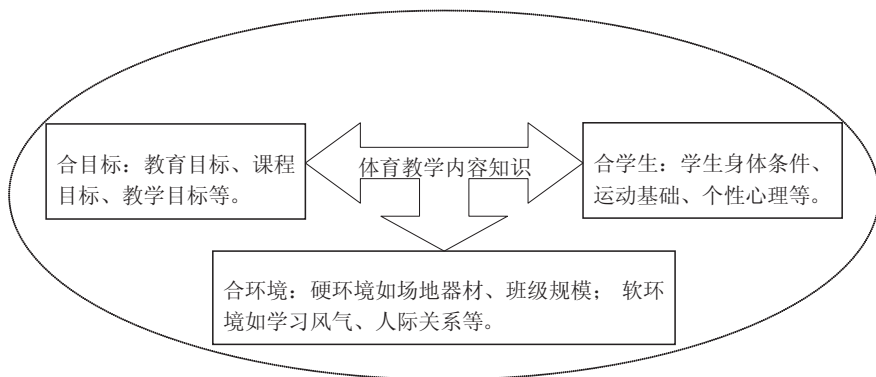 体育教学内容知识
合目标：教育目标、课程
目标、教学目标等。
合学生：学生身体条件、
运动基础、个性心理等。
合环境：硬环境如场地器材、班级规模； 软环
境如学习风气、人际关系等。